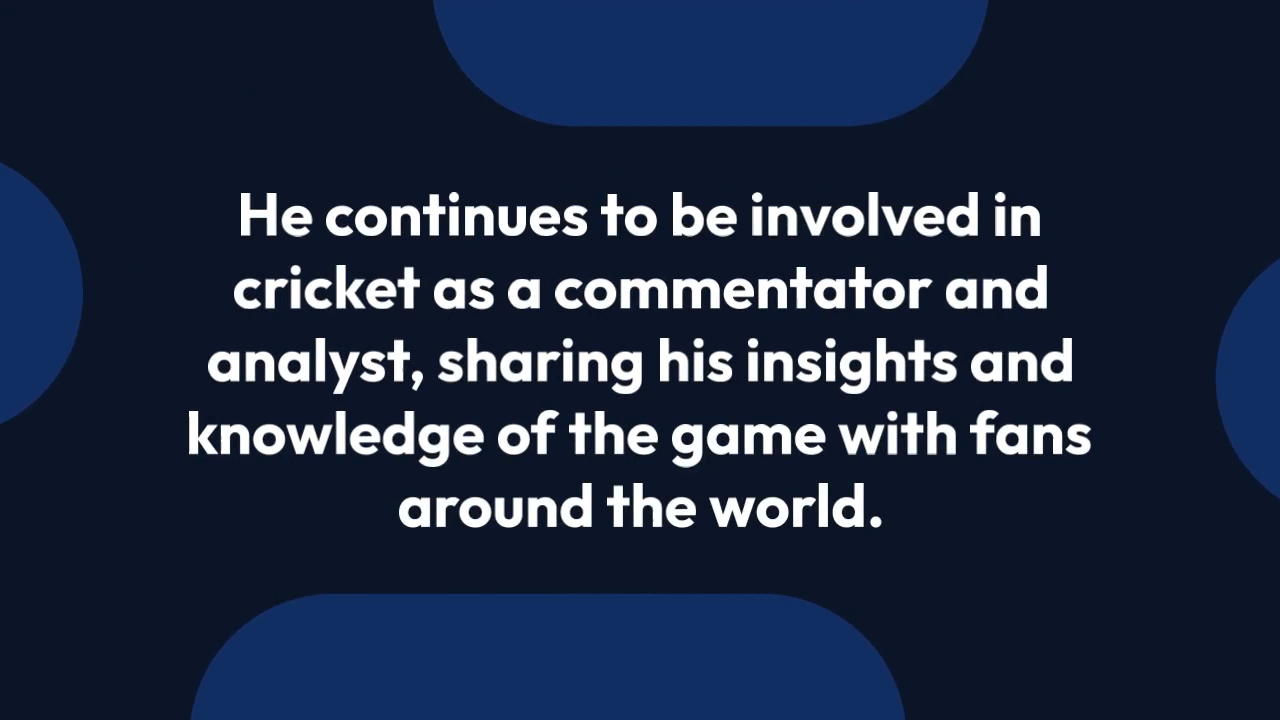 He continues to be involved in
cricket as a commentator and
analyst, sharing his insights and
knowledge of the game with fans
around the world.